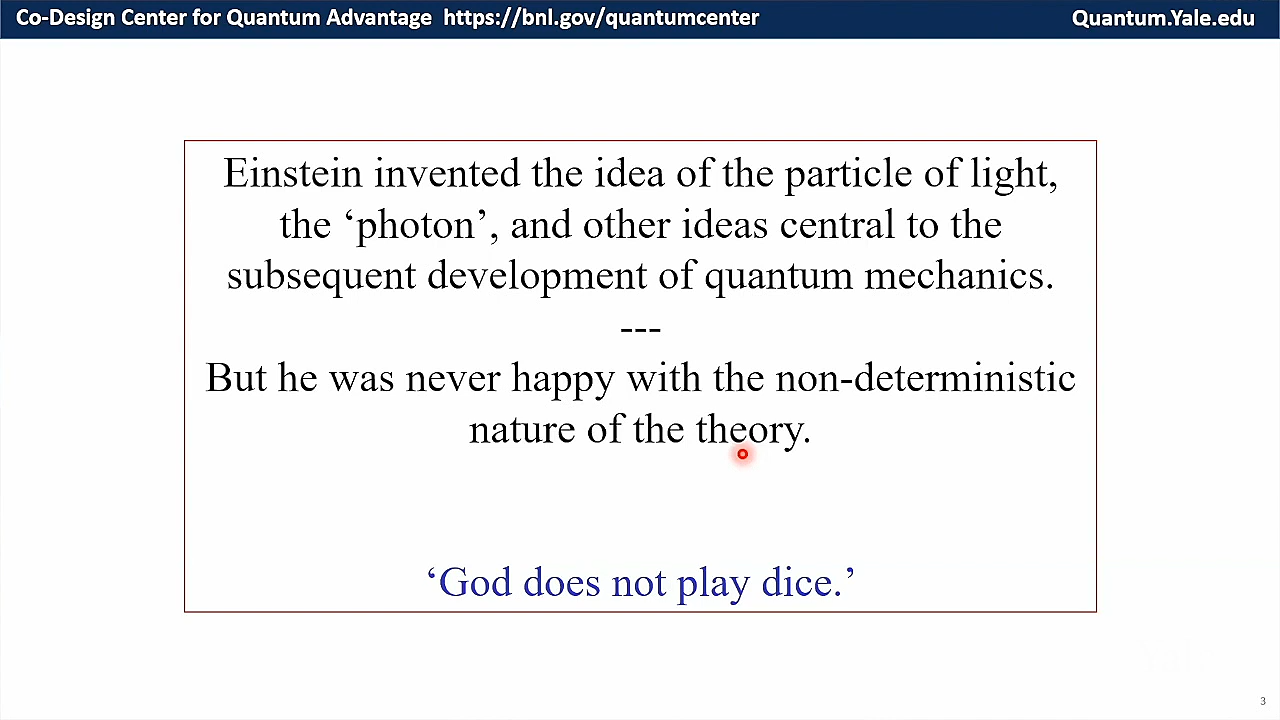 Co-Design Center for Quantum Advantage https://bnl.gov/quantumcenter
Quantum.Yale.edu
Einstein invented the idea of the particle of light,
the ‘photon’, and other ideas central to the
subsequent development of quantum mechanics.
---
But he was never happy with the non-deterministic
nature of the theory.
‘God does not play dice.’
3